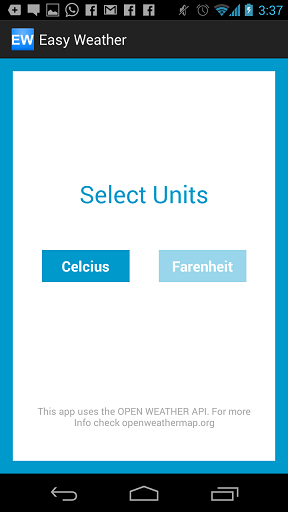 3:37
EW Easy Weather
Select Units
Celcius Farenheit
This app uses the OPEN WEATHER API. For more
Info check openweathermap.org